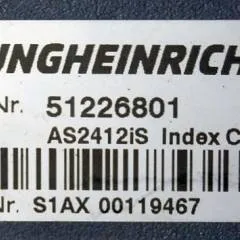 UNGHEINRICH
Nr. 51226801
AS2412iS Index C
Nr. S1AX 00119467